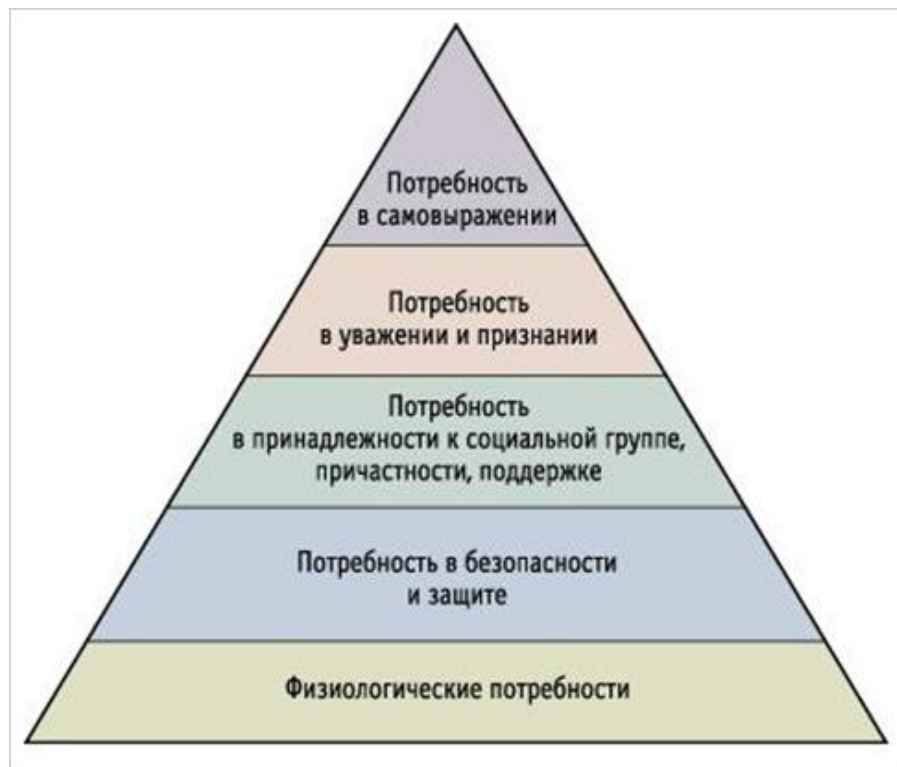 Потребность
в самовыражении
Потребность
в уважении и признании
Потребность
в принадлежности к социальной группе,
причастности, поддержке
Потребность в безопасности
и защите
Физиологические потребности